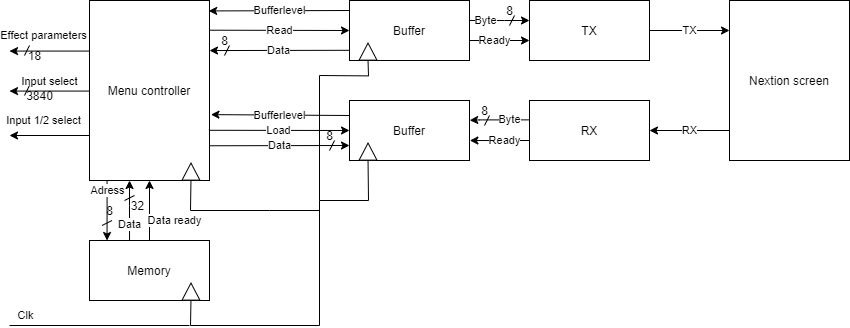 Bufferlevel
Read
8
Data
Buffer
Byte
8
Ready
TX
TX
Nextion screen
Effect parameters
18
Input select
3840
Input 1/2 select
Menu controller
Bufferlevel
Load
8
Data
Buffer
8
Byte
Ready
RX
RX
Adress
8
32
Data
Data ready
Memory
Clk